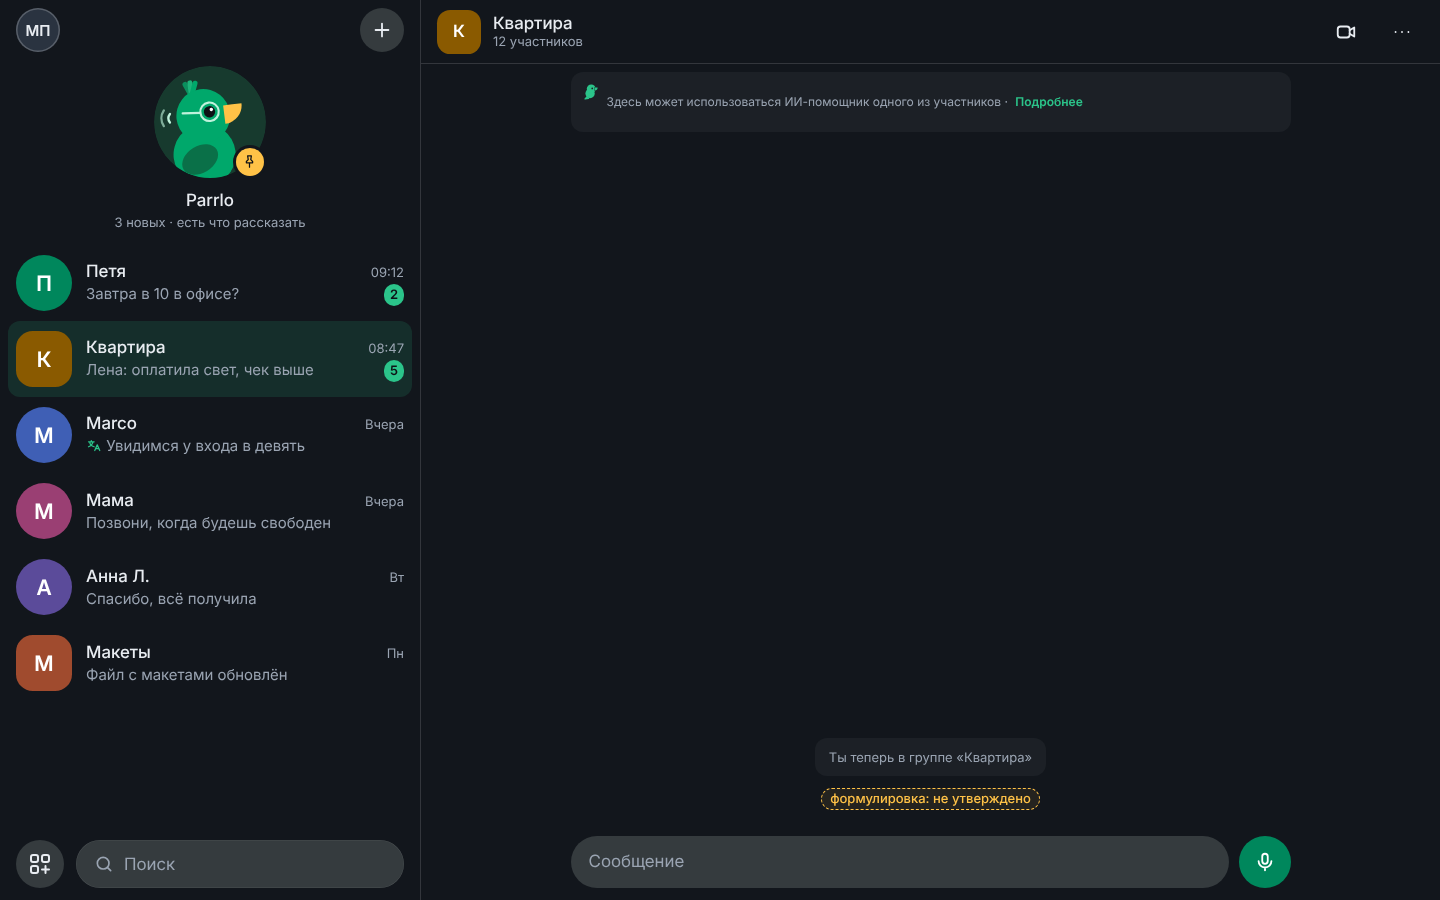 МП
Parrlo
3 новых · есть что рассказать
П
Петя
09:12
Завтра в 10 в офисе?
2
К
Квартира
08:47
Лена: оплатила свет, чек выше
5
M
Marco
Вчера
Увидимся у входа в девять
М
Мама
Вчера
Позвони, когда будешь свободен
А
Анна Л.
Вт
Спасибо, всё получила
М
Макеты
Пн
Файл с макетами обновлён
Поиск
К
Квартира
12 участников
Здесь может использоваться ИИ-помощник одного из участников · Подробнее
Ты теперь в группе «Квартира»
формулировка: не утверждено
Сообщение